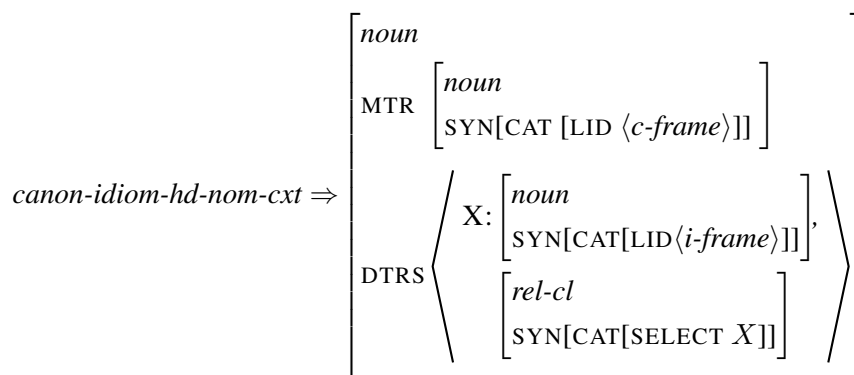 noun
MTR [noun
SYN[CAT [LID ⟨c-frame⟩]]]
canon-idiom-hd-nom-cxt ⇒
DTRS ⟨X: [noun
SYN[CAT[LID⟨i-frame⟩]]],
[rel-cl
SYN[CAT[SELECT X]]]⟩